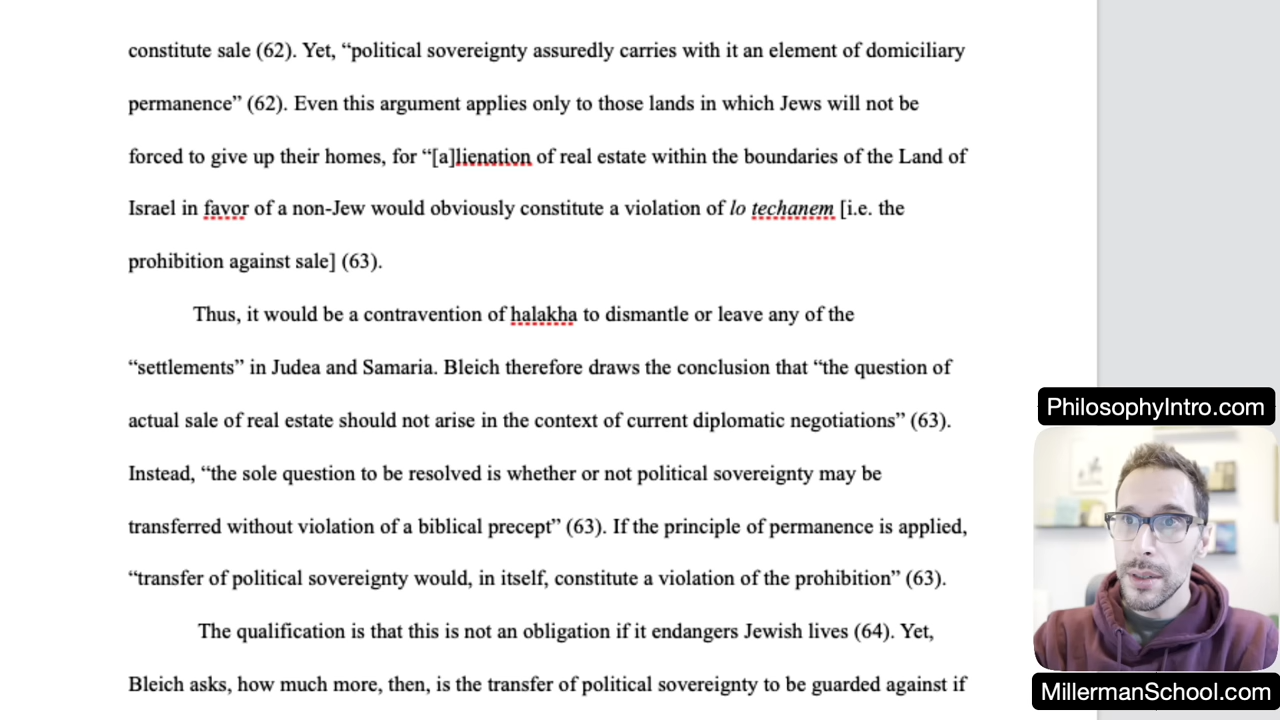 constitute sale (62). Yet, “political sovereignty assuredly carries with it an element of domiciliary
permanence” (62). Even this argument applies only to those lands in which Jews will not be
forced to give up their homes, for “[a]lienation of real estate within the boundaries of the Land of
Israel in favor of a non-Jew would obviously constitute a violation of lo techanem [i.e. the
prohibition against sale] (63).
Thus, it would be a contravention of halakha to dismantle or leave any of the
“settlements” in Judea and Samaria. Bleich therefore draws the conclusion that “the question of
actual sale of real estate should not arise in the context of current diplomatic negotiations” (63).
Instead, “the sole question to be resolved is whether or not political sovereignty may be
transferred without violation of a biblical precept” (63). If the principle of permanence is applied,
“transfer of political sovereignty would, in itself, constitute a violation of the prohibition” (63).
The qualification is that this is not an obligation if it endangers Jewish lives (64). Yet,
Bleich asks, how much more, then, is the transfer of political sovereignty to be guarded against if
PhilosophyIntro.com
MillermanSchool.com